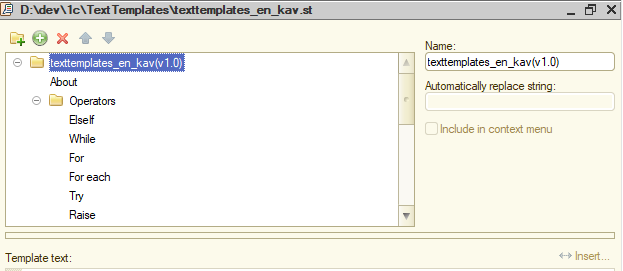 D:\dev\1c\TextTemplates\texttemplates_en_kav.st
texttemplates_en_kav(v1.0)
About
Operators
ElseIf
While
For
For each
Try
Raise
Name:
texttemplates_en_kav(v1.0)
Automatically replace string:
Include in context menu
Template text:
Insert...